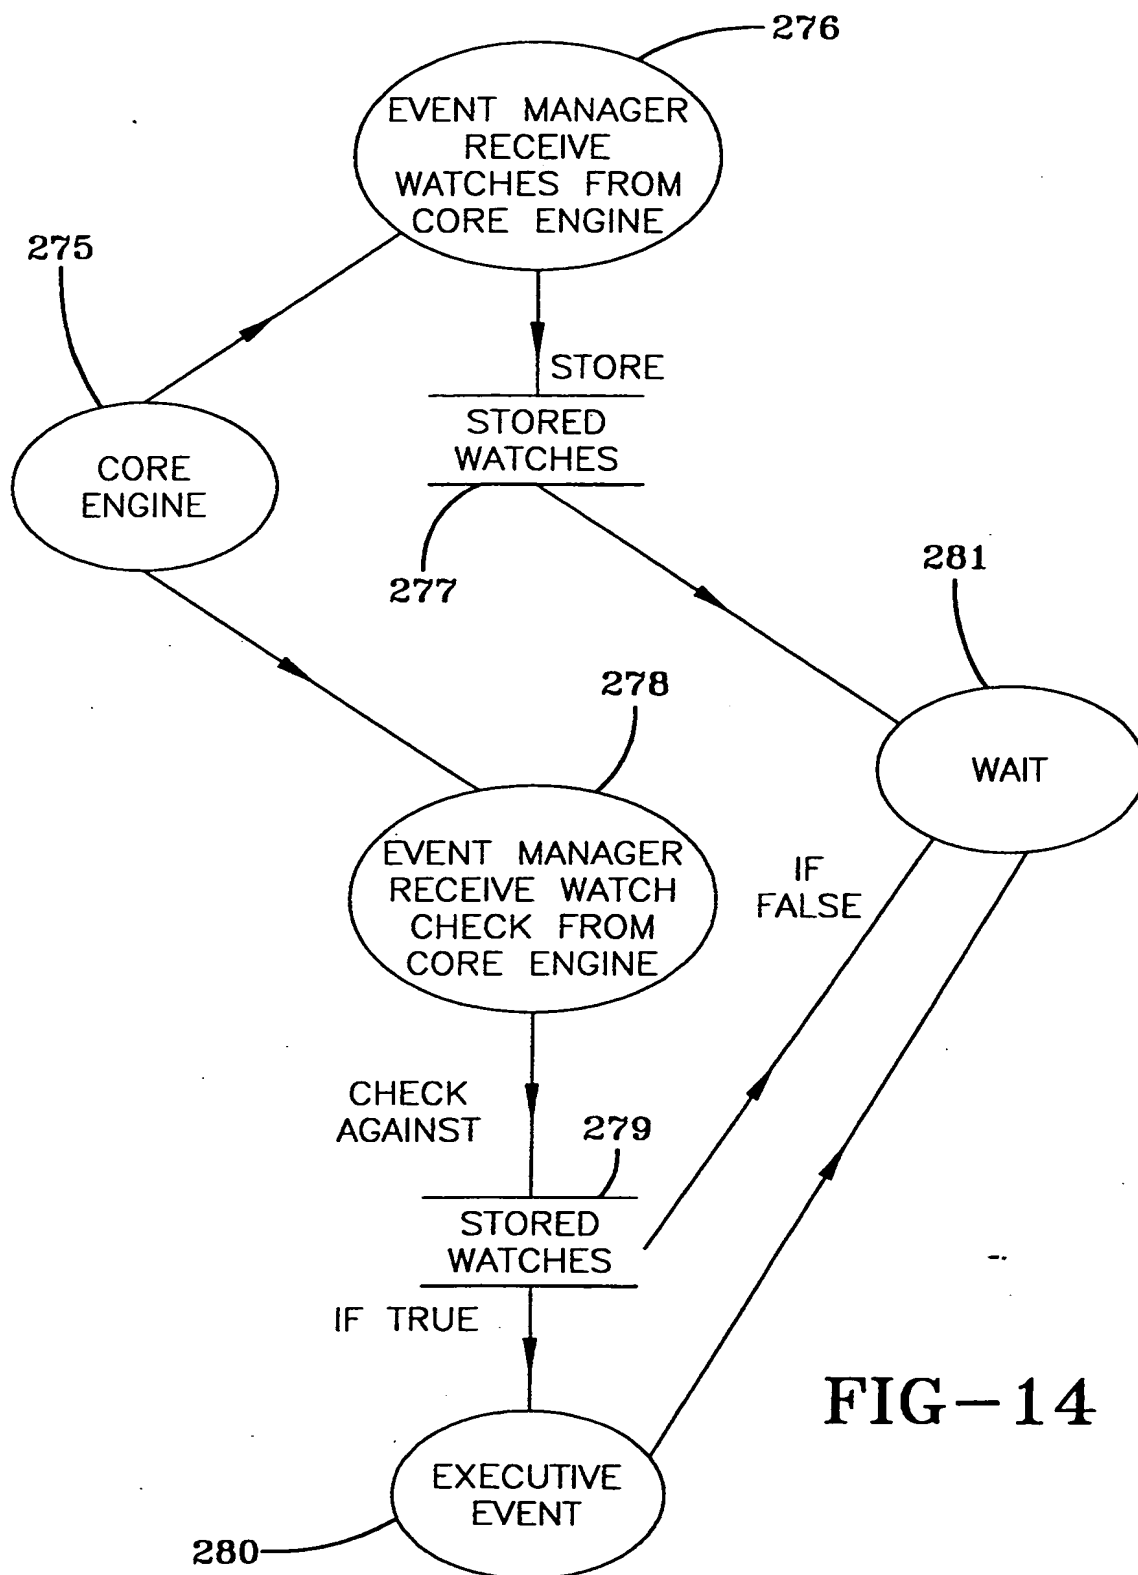 276
EVENT MANAGER
RECEIVE
WATCHES FROM
CORE ENGINE
275
STORE
STORED
WATCHES
CORE
ENGINE
277
281
278
WAIT
EVENT MANAGER
RECEIVE WATCH
CHECK FROM
CORE ENGINE
IF
FALSE
CHECK
AGAINST
279
STORED
WATCHES
IF TRUE
FIG-14
EXECUTIVE
EVENT
280